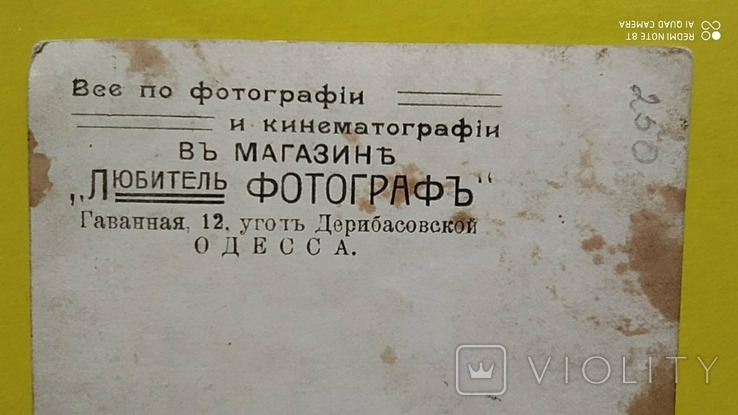 Все по фотографіи
и кинематографіи
ВЪ МАГАЗИНѢ
„ЛЮБИТЕЛЬ ФОТОГРАФЪ“
Гаванная, 12. уготъ Дерибасовской
ОДЕССА.
250
REDMI NOTE 8T
AI QUAD CAMERA
VIOLITY